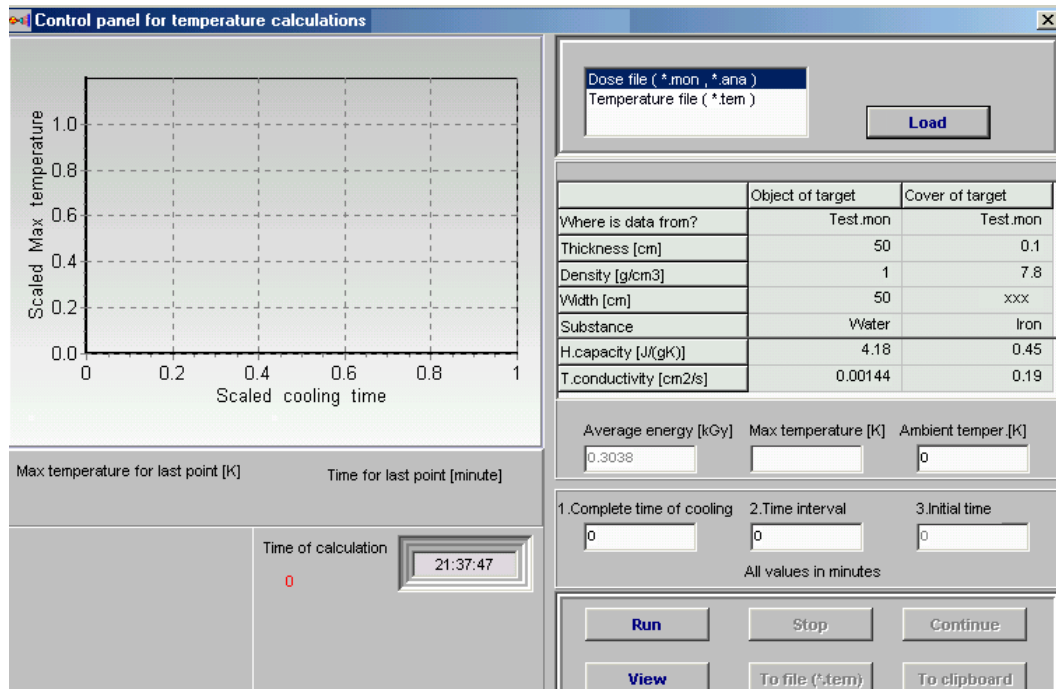 Control panel for temperature calculations
Scaled Max temperature
1.0
0.8
0.6
0.4
0.2
0.0
0 0.2 0.4 0.6 0.8 1
Scaled cooling time
Max temperature for last point [K] Time for last point [minute]
Time of calculation
0
21:37:47
Dose file ( *.mon , *.ana )
Temperature file ( *.tem )
Load
Object of target Cover of target
Where is data from? Test.mon Test.mon
Thickness [cm] 50 0.1
Density [g/cm3] 1 7.8
Width [cm] 50 xxx
Substance Water Iron
H.capacity [J/(gK)] 4.18 0.45
T.conductivity [cm2/s] 0.00144 0.19
Average energy [kGy] Max temperature [K] Ambient temper.[K]
0.3038 0
1.Complete time of cooling 2.Time interval 3.Initial time
0 0 0
All values in minutes
Run Stop Continue
View To file (*.tem) To clipboard